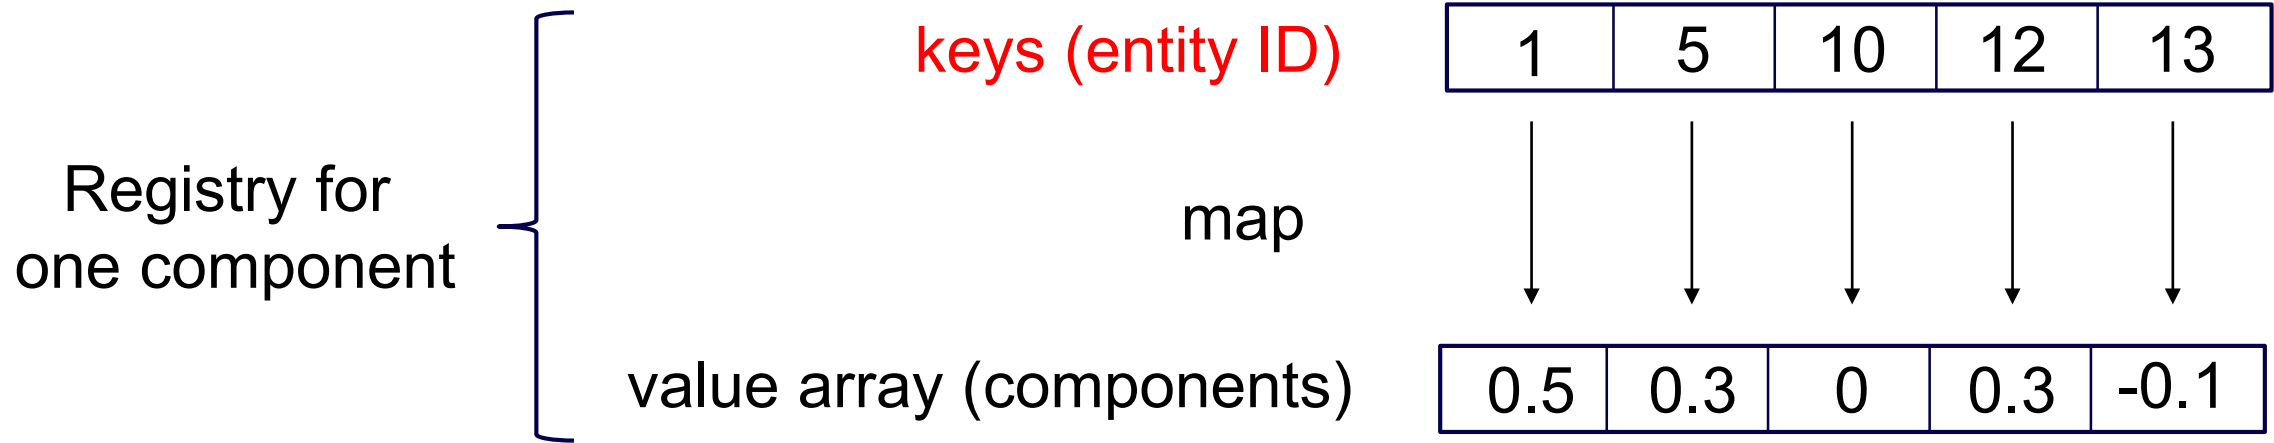 keys (entity ID)
1 5 10 12 13
Registry for
one component
map
value array (components)
0.5 0.3 0 0.3 -0.1